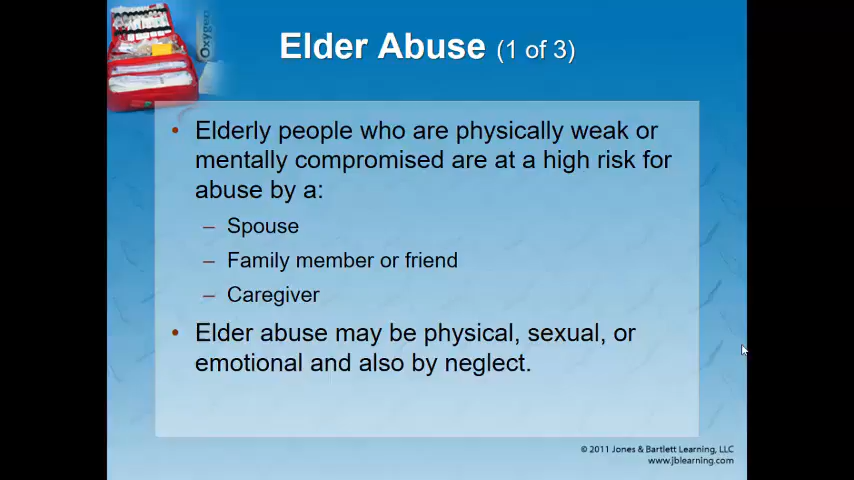 Oxygen
Elder Abuse (1 of 3)
• Elderly people who are physically weak or
mentally compromised are at a high risk for
abuse by a:
– Spouse
– Family member or friend
– Caregiver
• Elder abuse may be physical, sexual, or
emotional and also by neglect.
© 2011 Jones & Bartlett Learning, LLC
www.jblearning.com